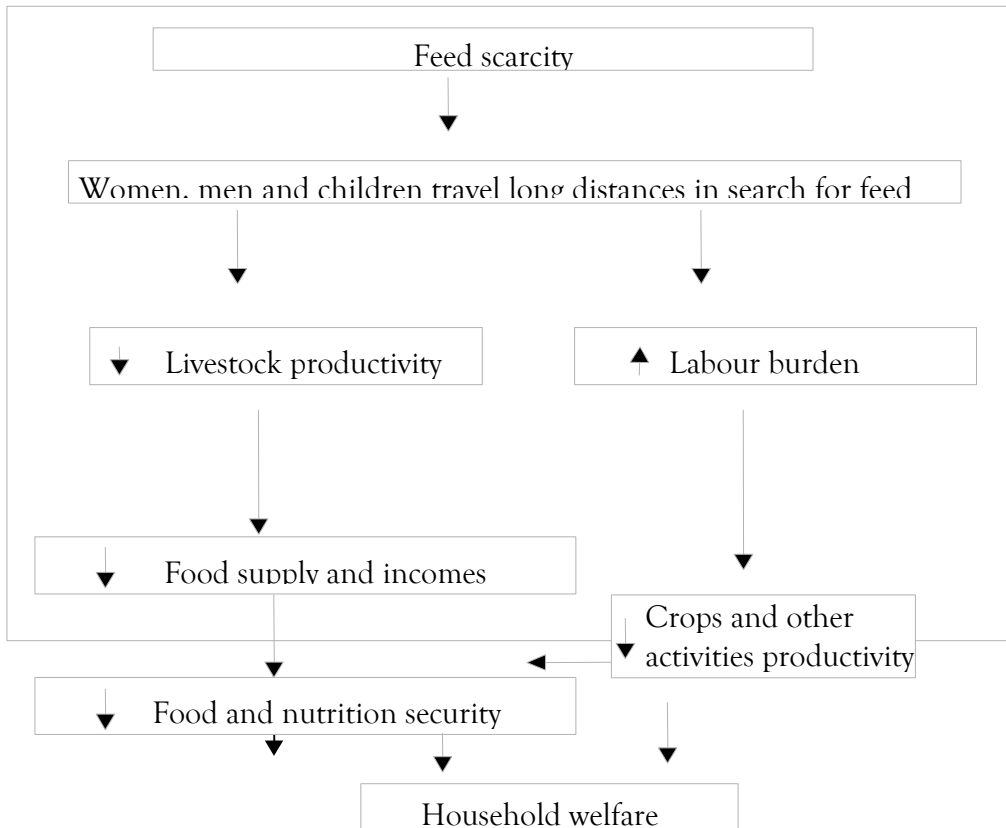 Feed scarcity
Women, men and children travel long distances in search for feed
Livestock productivity
Labour burden
Food supply and incomes
Crops and other
activities productivity
Food and nutrition security
Household welfare